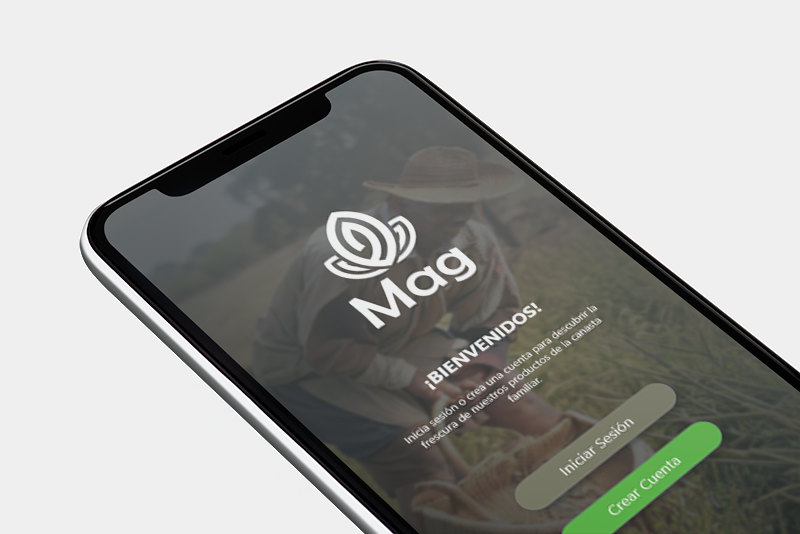 Mag
¡BIENVENIDOS!
Inicia sesión o crea una cuenta para descubrir la
frescura de nuestros productos de la canasta
familiar.
Iniciar Sesión
Crear Cuenta